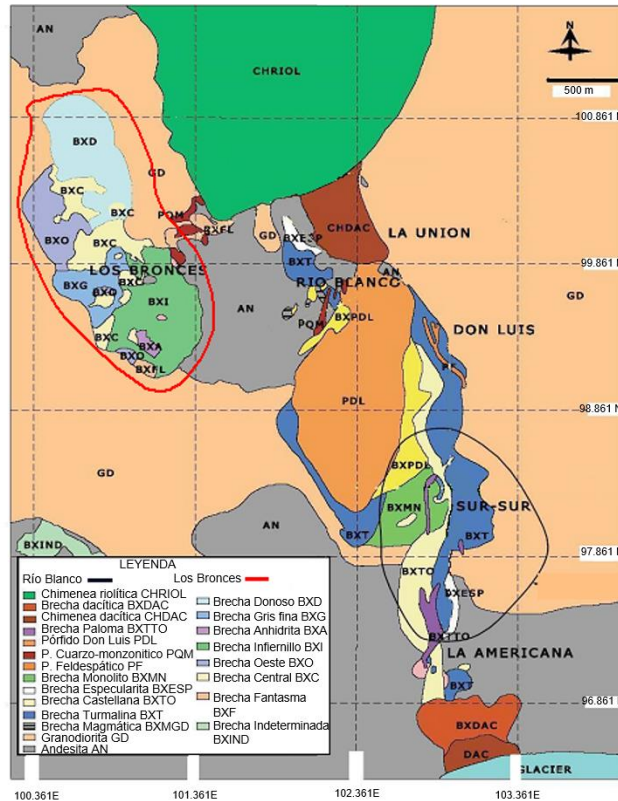 AN
CHRIOL
500 m
100.861
BXD
BXC
GD
BXC
PQM
BXFL
GD
BXESP
CHDAC
LA UNION
BXO
BXC
99.861
LOS BRONCES
BXT
AN
RIO BLANCO
BXG
BXC
BXO
BXI
AN
GD
PQM
BXPDL
DON LUIS
BXC
BXA
BXO
BXFL
PF
PDL
98.861 N
GD
BXPDL
BXMN
SUR-SUR
AN
BXT
BXT
BXIND
97.861 N
BXTO
BXESP
BXTTO
LA AMERICANA
BXT
96.861 N
BXDAC
DAC
GLACIER
LEYENDA
Río Blanco
Los Bronces
Chimenea riolítica CHRIOL
Brecha dacítica BXDAC
Chimenea dacítica CHDAC
Brecha Paloma BXTTO
Pórfido Don Luis PDL
P. Cuarzo-monzonitico PQM
P. Feldespático PF
Brecha Monolito BXMN
Brecha Especularita BXESP
Brecha Castellana BXTO
Brecha Turmalina BXT
Brecha Magmática BXMGD
Granodiorita GD
Andesita AN
Brecha Donoso BXD
Brecha Gris fina BXG
Brecha Anhidrita BXA
Brecha Infiernillo BXI
Brecha Oeste BXO
Brecha Central BXC
Brecha Fantasma
BXF
Brecha Indeterminada
BXIND
100.361E
101.361E
102.361E
103.361E